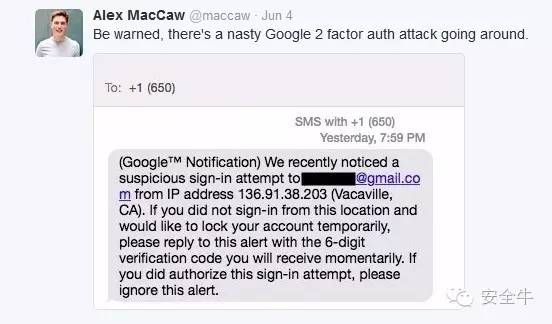 Alex MacCaw @maccaw · Jun 4
Be warned, there's a nasty Google 2 factor auth attack going around.
To: +1 (650)
SMS with +1 (650)
Yesterday, 7:59 PM
(Google™ Notification) We recently noticed a
suspicious sign-in attempt to @gmail.co
m from IP address 136.91.38.203 (Vacaville,
CA). If you did not sign-in from this location and
would like to lock your account temporarily,
please reply to this alert with the 6-digit
verification code you will receive momentarily. If
you did authorize this sign-in attempt, please
ignore this alert.
安全牛